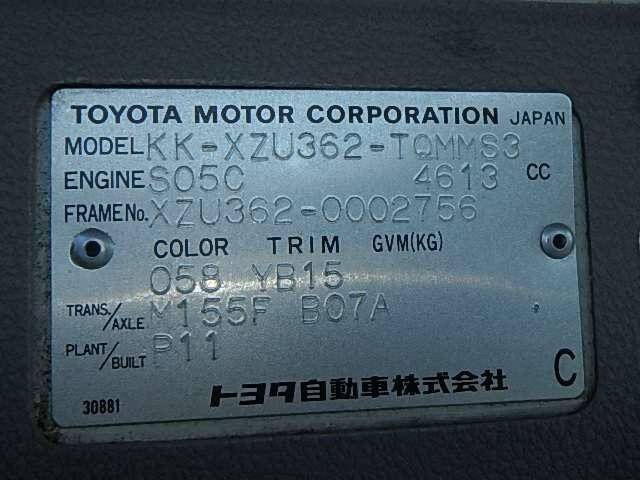 TOYOTA MOTOR CORPORATION JAPAN
MODEL KK-XZU362-TQMMS3
ENGINE S05C 4613 CC
FRAME No. XZU362-0002756
COLOR TRIM GVM(KG)
058 YB15
TRANS./AXLE M155F B07A
PLANT/BUILT P11
トヨタ自動車株式会社 C
30881